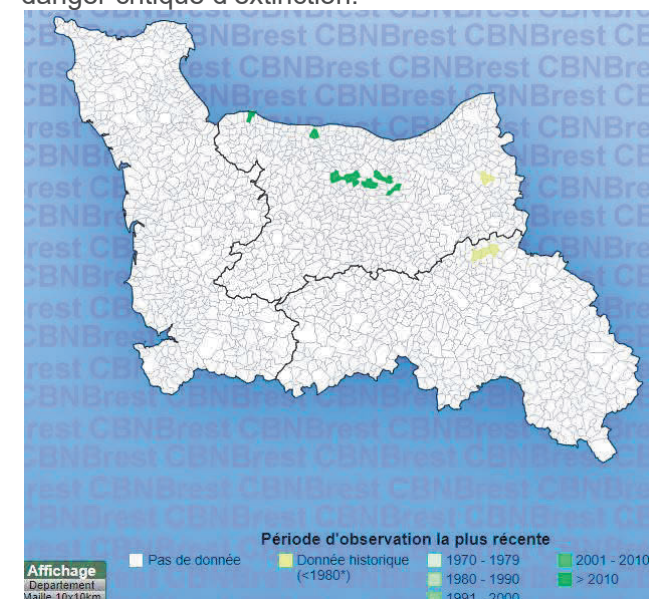 danger critique d'extinction.
Période d'observation la plus récente
Pas de donnée
Donnée historique
(<1980*)
1970 - 1979
1980 - 1990
1991 - 2000
2001 - 2010
> 2010
Affichage
Departement
Maille 10x10km
CBNBrest CBNBrest CBNBrest